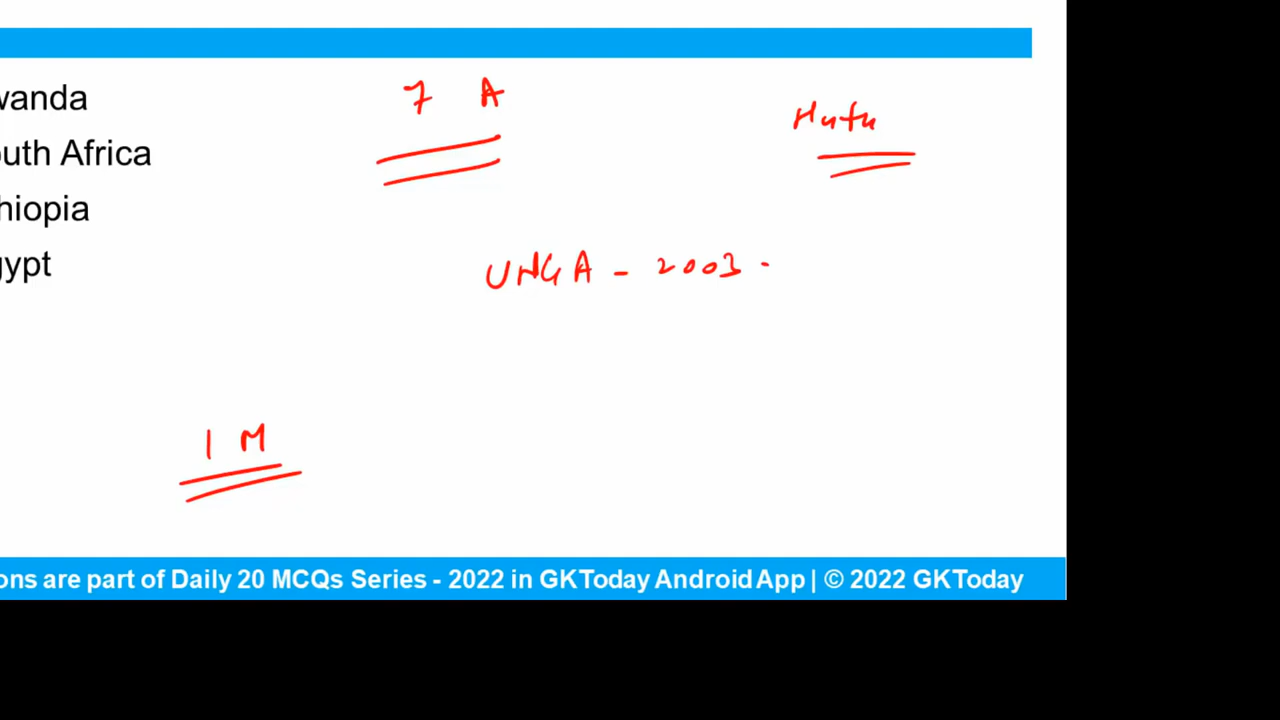 wanda
7 A
Hutu
outh Africa
hiopia
gypt
UNGA - 2003.
1 M
ons are part of Daily 20 MCQs Series - 2022 in GKToday Android App | © 2022 GKToday